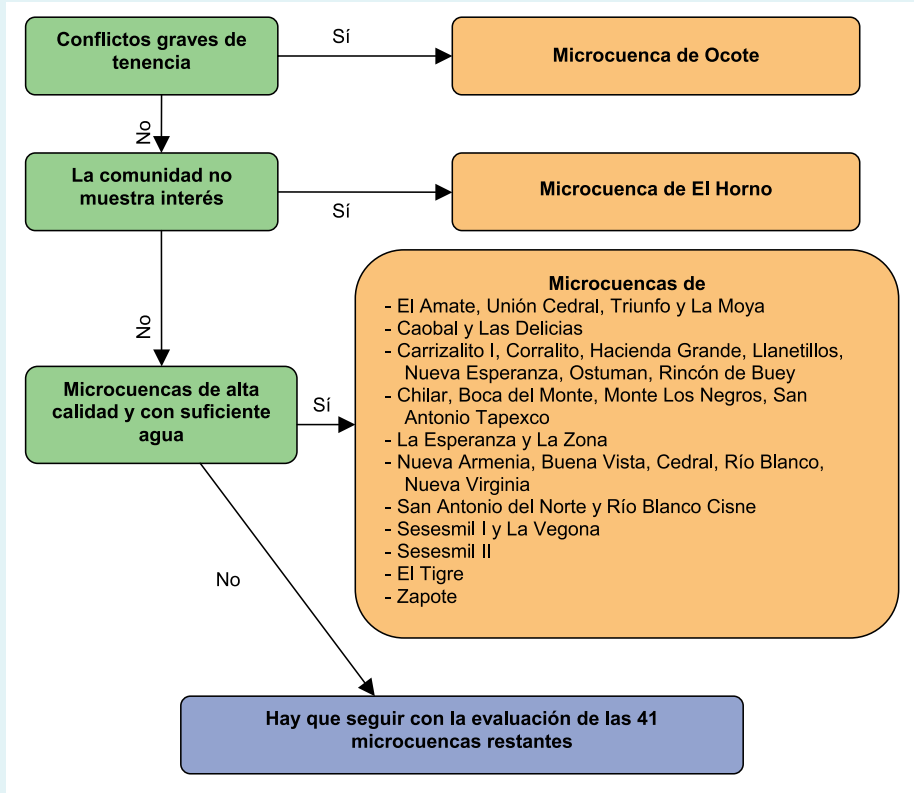 Conflictos graves de
tenencia
Sí
Microcuenca de Ocote
No
La comunidad no
muestra interés
Sí
Microcuenca de El Horno
No
Microcuencas de alta
calidad y con suficiente
agua
Sí
Microcuencas de
- El Amate, Unión Cedral, Triunfo y La Moya
- Caobal y Las Delicias
- Carrizalito I, Corralito, Hacienda Grande, Llanetillos,
Nueva Esperanza, Ostuman, Rincón de Buey
- Chilar, Boca del Monte, Monte Los Negros, San
Antonio Tapexco
- La Esperanza y La Zona
- Nueva Armenia, Buena Vista, Cedral, Río Blanco,
Nueva Virginia
- San Antonio del Norte y Río Blanco Cisne
- Sesesmil I y La Vegona
- Sesesmil II
- El Tigre
- Zapote
No
Hay que seguir con la evaluación de las 41
microcuencas restantes